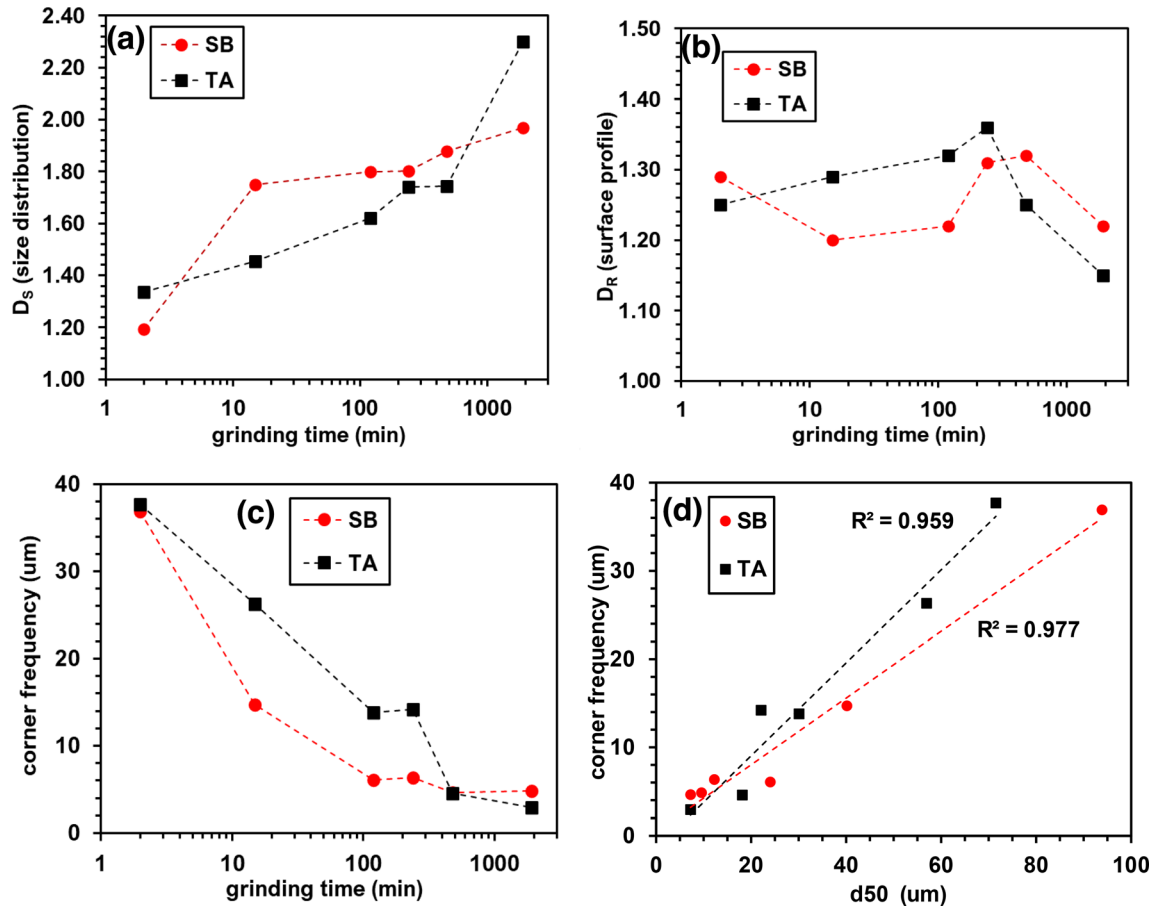 (a)
SB
TA
2.40
2.20
2.00
1.80
1.60
1.40
1.20
1.00
D_S (size distribution)
1 10 100 1000
grinding time (min)
(b)
SB
TA
1.50
1.40
1.30
1.20
1.10
1.00
D_R (surface profile)
1 10 100 1000
grinding time (min)
(c)
SB
TA
40
30
20
10
0
corner frequency (um)
1 10 100 1000
grinding time (min)
(d)
SB
TA
R² = 0.959
R² = 0.977
40
30
20
10
0
corner frequency (um)
0 20 40 60 80 100
d50 (um)